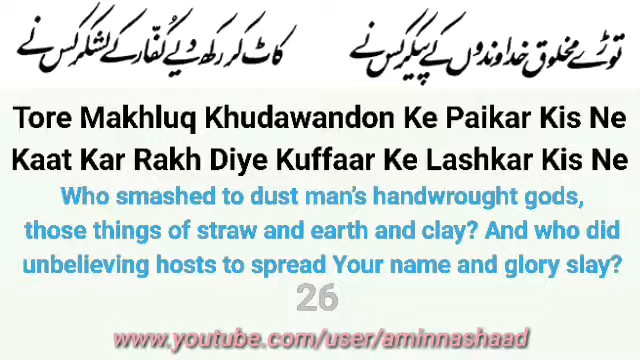 توڑے مخلوق خداوندوں کے پیکر کس نے
کاٹ کر رکھ دیے کفّار کے لشکر کس نے
Tore Makhluq Khudawandon Ke Paikar Kis Ne
Kaat Kar Rakh Diye Kuffaar Ke Lashkar Kis Ne
Who smashed to dust man’s handwrought gods,
those things of straw and earth and clay? And who did
unbelieving hosts to spread Your name and glory slay?
26
www.youtube.com/user/aminnashaad